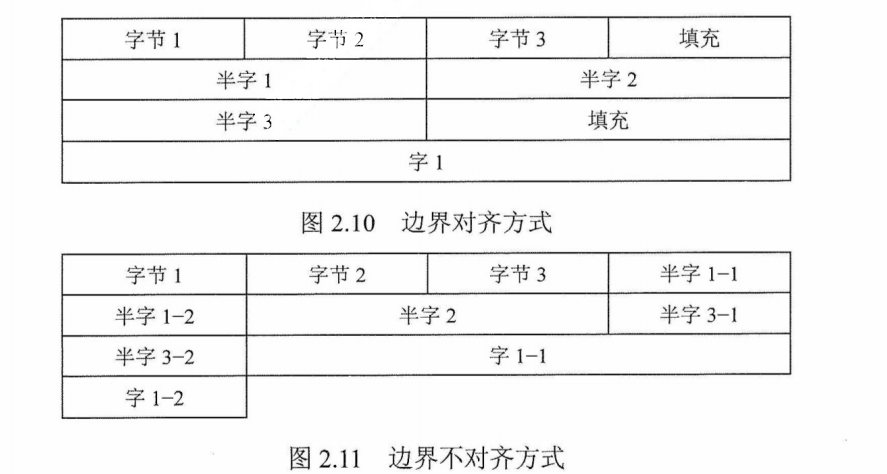 字节 1 字节 2 字节 3 填充
半字 1 半字 2
半字 3 填充
字 1
图 2.10 边界对齐方式
字节 1 字节 2 字节 3 半字 1-1
半字 1-2 半字 2 半字 3-1
半字 3-2 字 1-1
字 1-2
图 2.11 边界不对齐方式